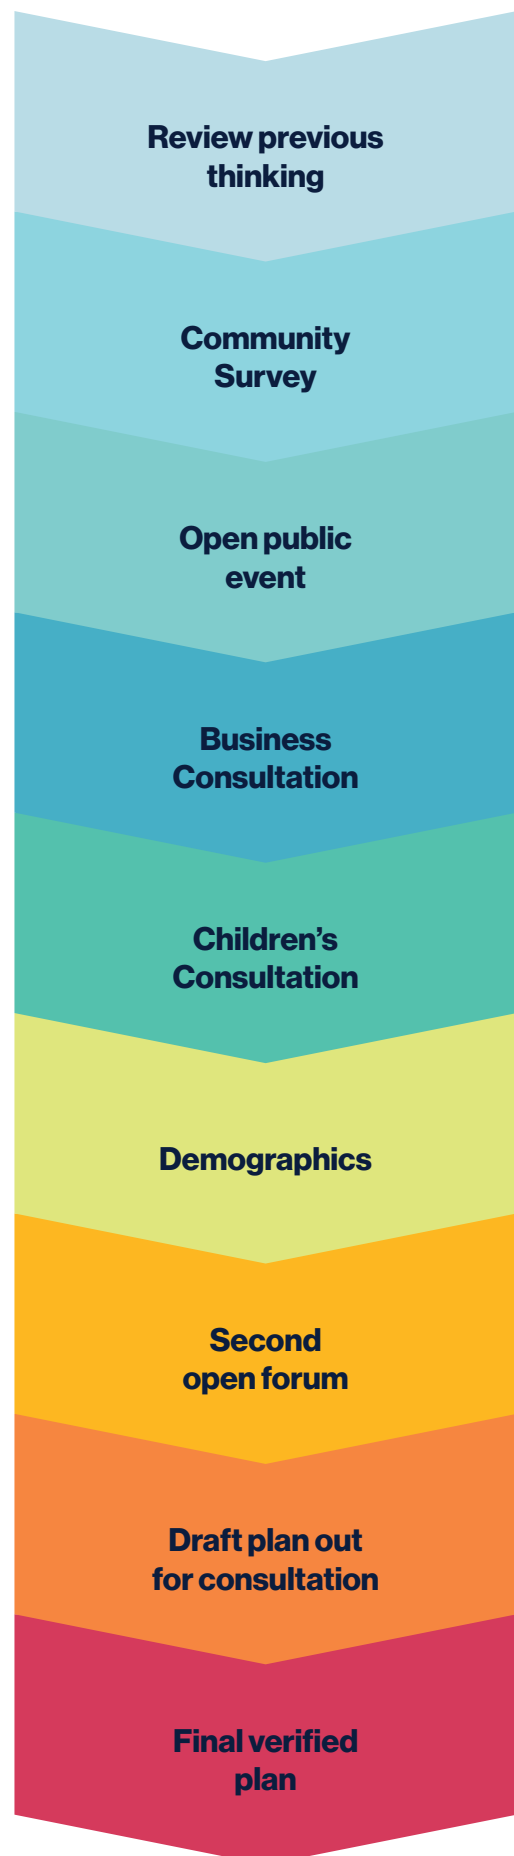 Review previous
thinking
Community
Survey
Open public
event
Business
Consultation
Children’s
Consultation
Demographics
Second
open forum
Draft plan out
for consultation
Final verified
plan